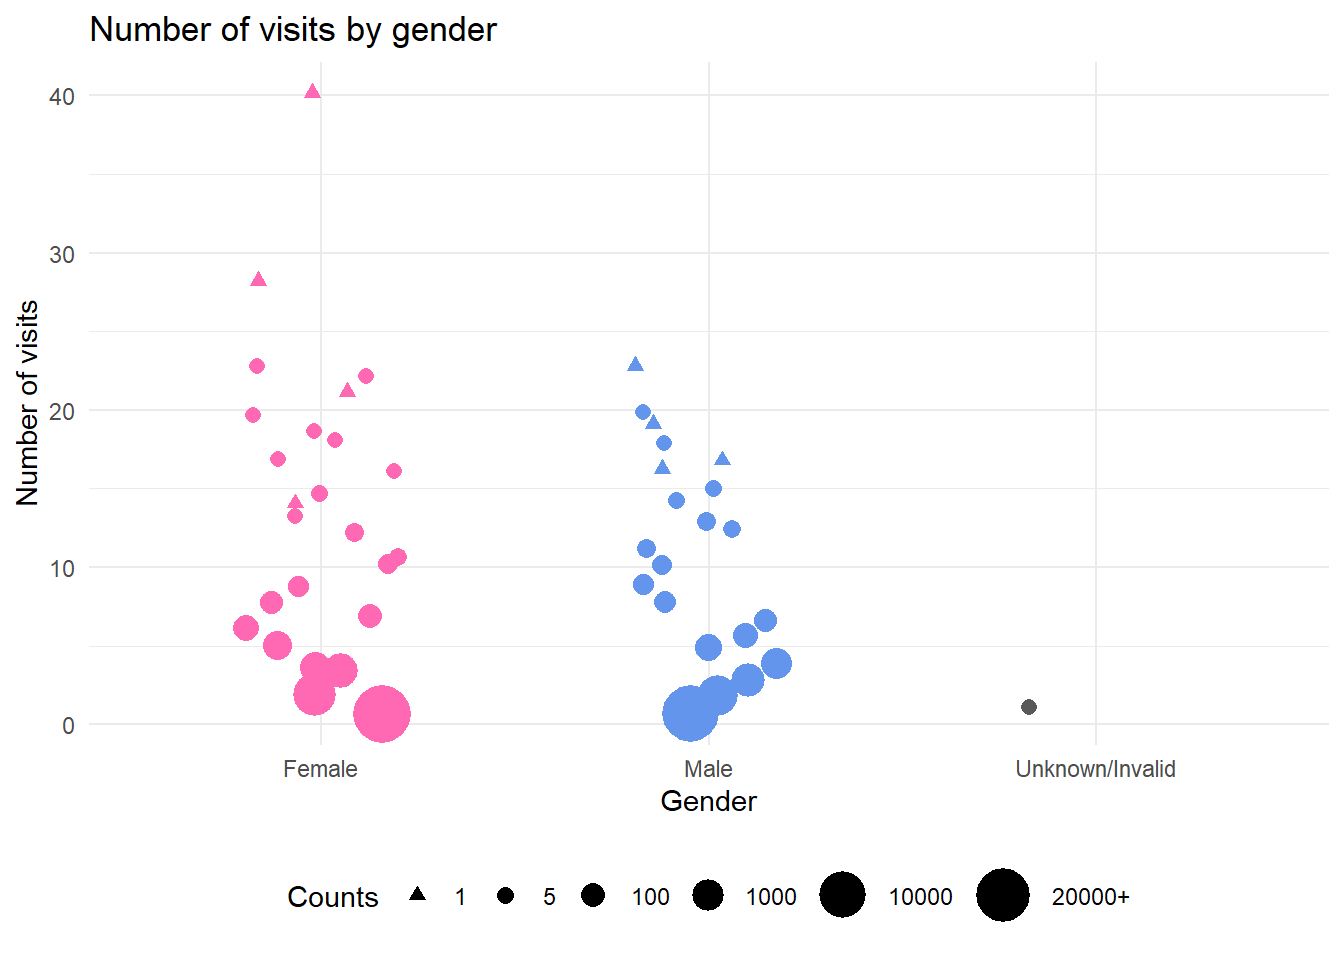 Number of visits by gender
40
30
20
10
0
Number of visits
Female Male Unknown/Invalid
Gender
Counts 1 5 100 1000 10000 20000+